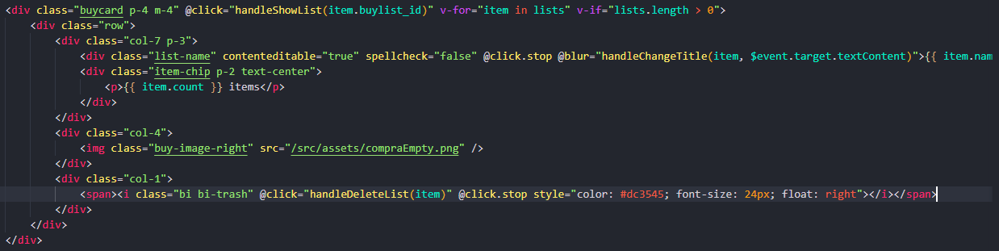 <div class="buycard p-4 m-4" @click="handleShowList(item.buylist_id)" v-for="item in lists" v-if="lists.length > 0">
<div class="row">
<div class="col-7 p-3">
<div class="list-name" contenteditable="true" spellcheck="false" @click.stop @blur="handleChangeTitle(item, $event.target.textContent)">{{ item.nam
<div class="item-chip p-2 text-center">
<p>{{ item.count }} items</p>
</div>
</div>
<div class="col-4">
<img class="buy-image-right" src="/src/assets/compraEmpty.png" />
</div>
<div class="col-1">
<span><i class="bi bi-trash" @click="handleDeleteList(item)" @click.stop style="color: #dc3545; font-size: 24px; float: right"></i></span>
</div>
</div>
</div>